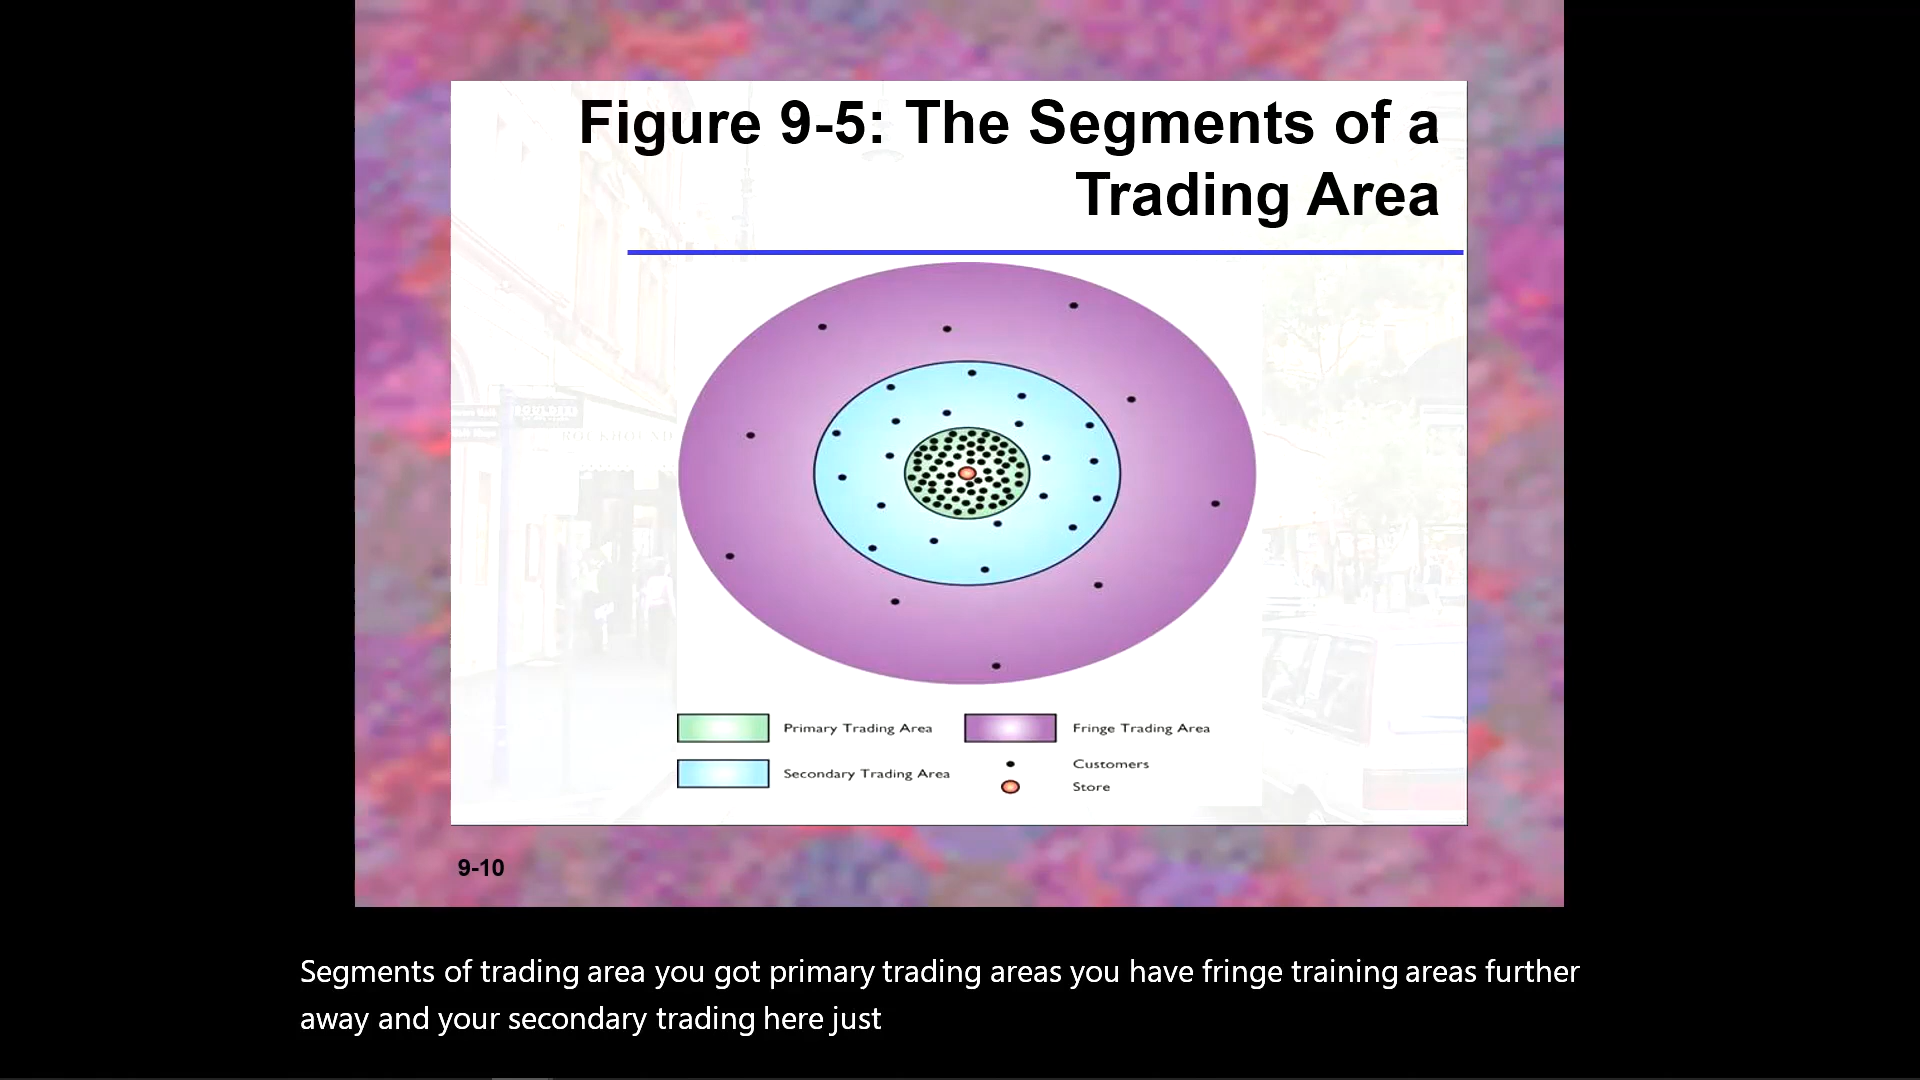 Figure 9-5: The Segments of a
Trading Area
Primary Trading Area
Fringe Trading Area
Secondary Trading Area
Customers
Store
9-10
Segments of trading area you got primary trading areas you have fringe training areas further
away and your secondary trading here just